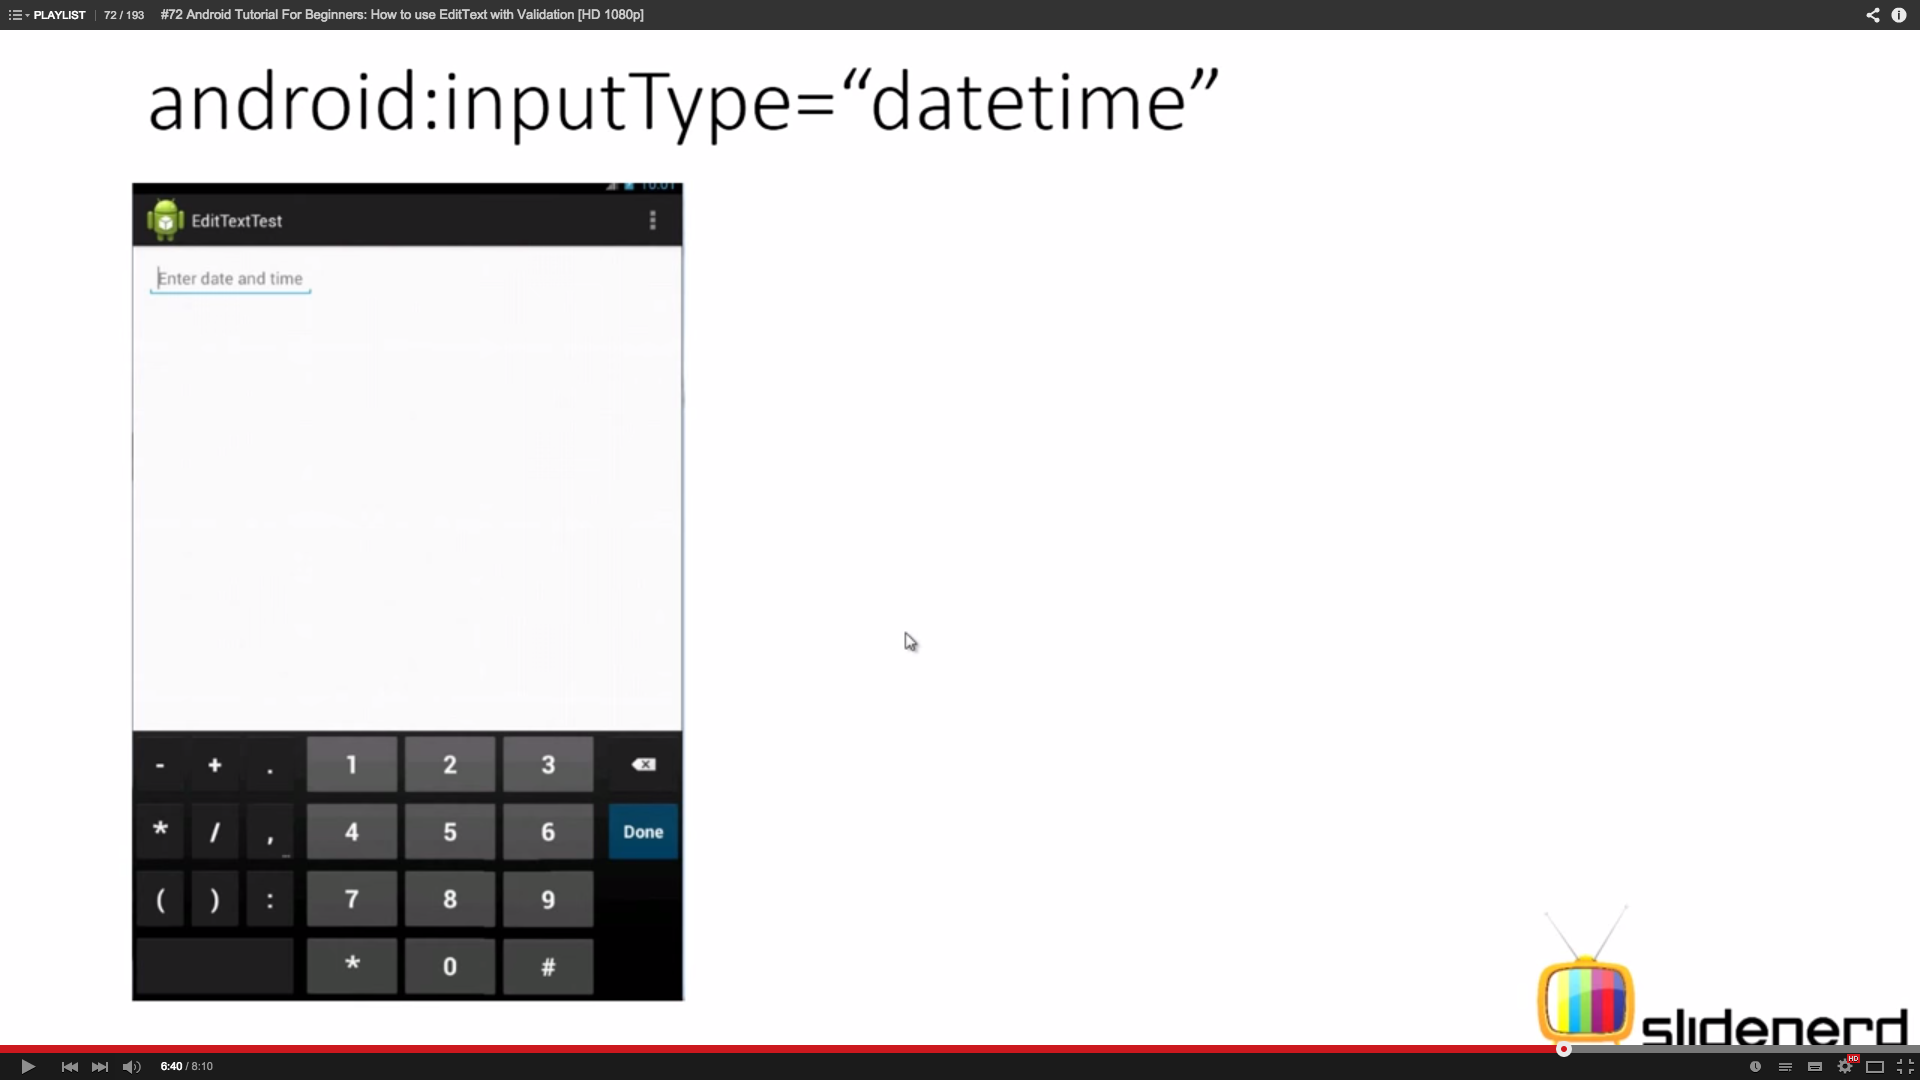 PLAYLIST 72 / 193 #72 Android Tutorial For Beginners: How to use EditText with Validation [HD 1080p]
android:inputType=“datetime”
EditTextTest
Enter date and time
- + . 1 2 3
* / , 4 5 6 Done
( ) : 7 8 9
* 0 #
slidenerd
6:40 / 8:10 HD